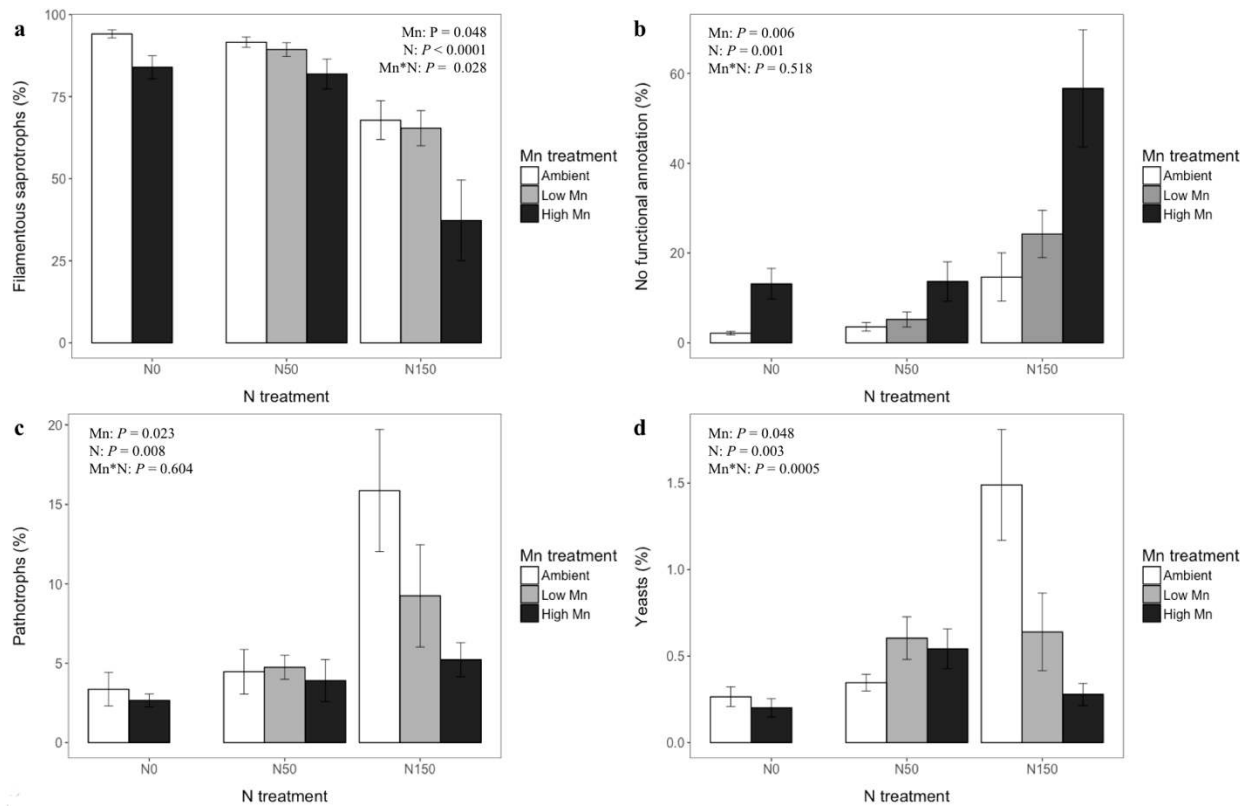 a
Mn: P = 0.048
N: P < 0.0001
Mn*N: P = 0.028
100
75
50
25
0
Filamentous saprotrophs (%)
N0
N50
N150
N treatment
Mn treatment
Ambient
Low Mn
High Mn
b
Mn: P = 0.006
N: P = 0.001
Mn*N: P = 0.518
60
40
20
0
No functional annotation (%)
N0
N50
N150
N treatment
Mn treatment
Ambient
Low Mn
High Mn
c
Mn: P = 0.023
N: P = 0.008
Mn*N: P = 0.604
20
15
10
5
0
Pathotrophs (%)
N0
N50
N150
N treatment
Mn treatment
Ambient
Low Mn
High Mn
d
Mn: P = 0.048
N: P = 0.003
Mn*N: P = 0.0005
1.5
1.0
0.5
0.0
Yeasts (%)
N0
N50
N150
N treatment
Mn treatment
Ambient
Low Mn
High Mn